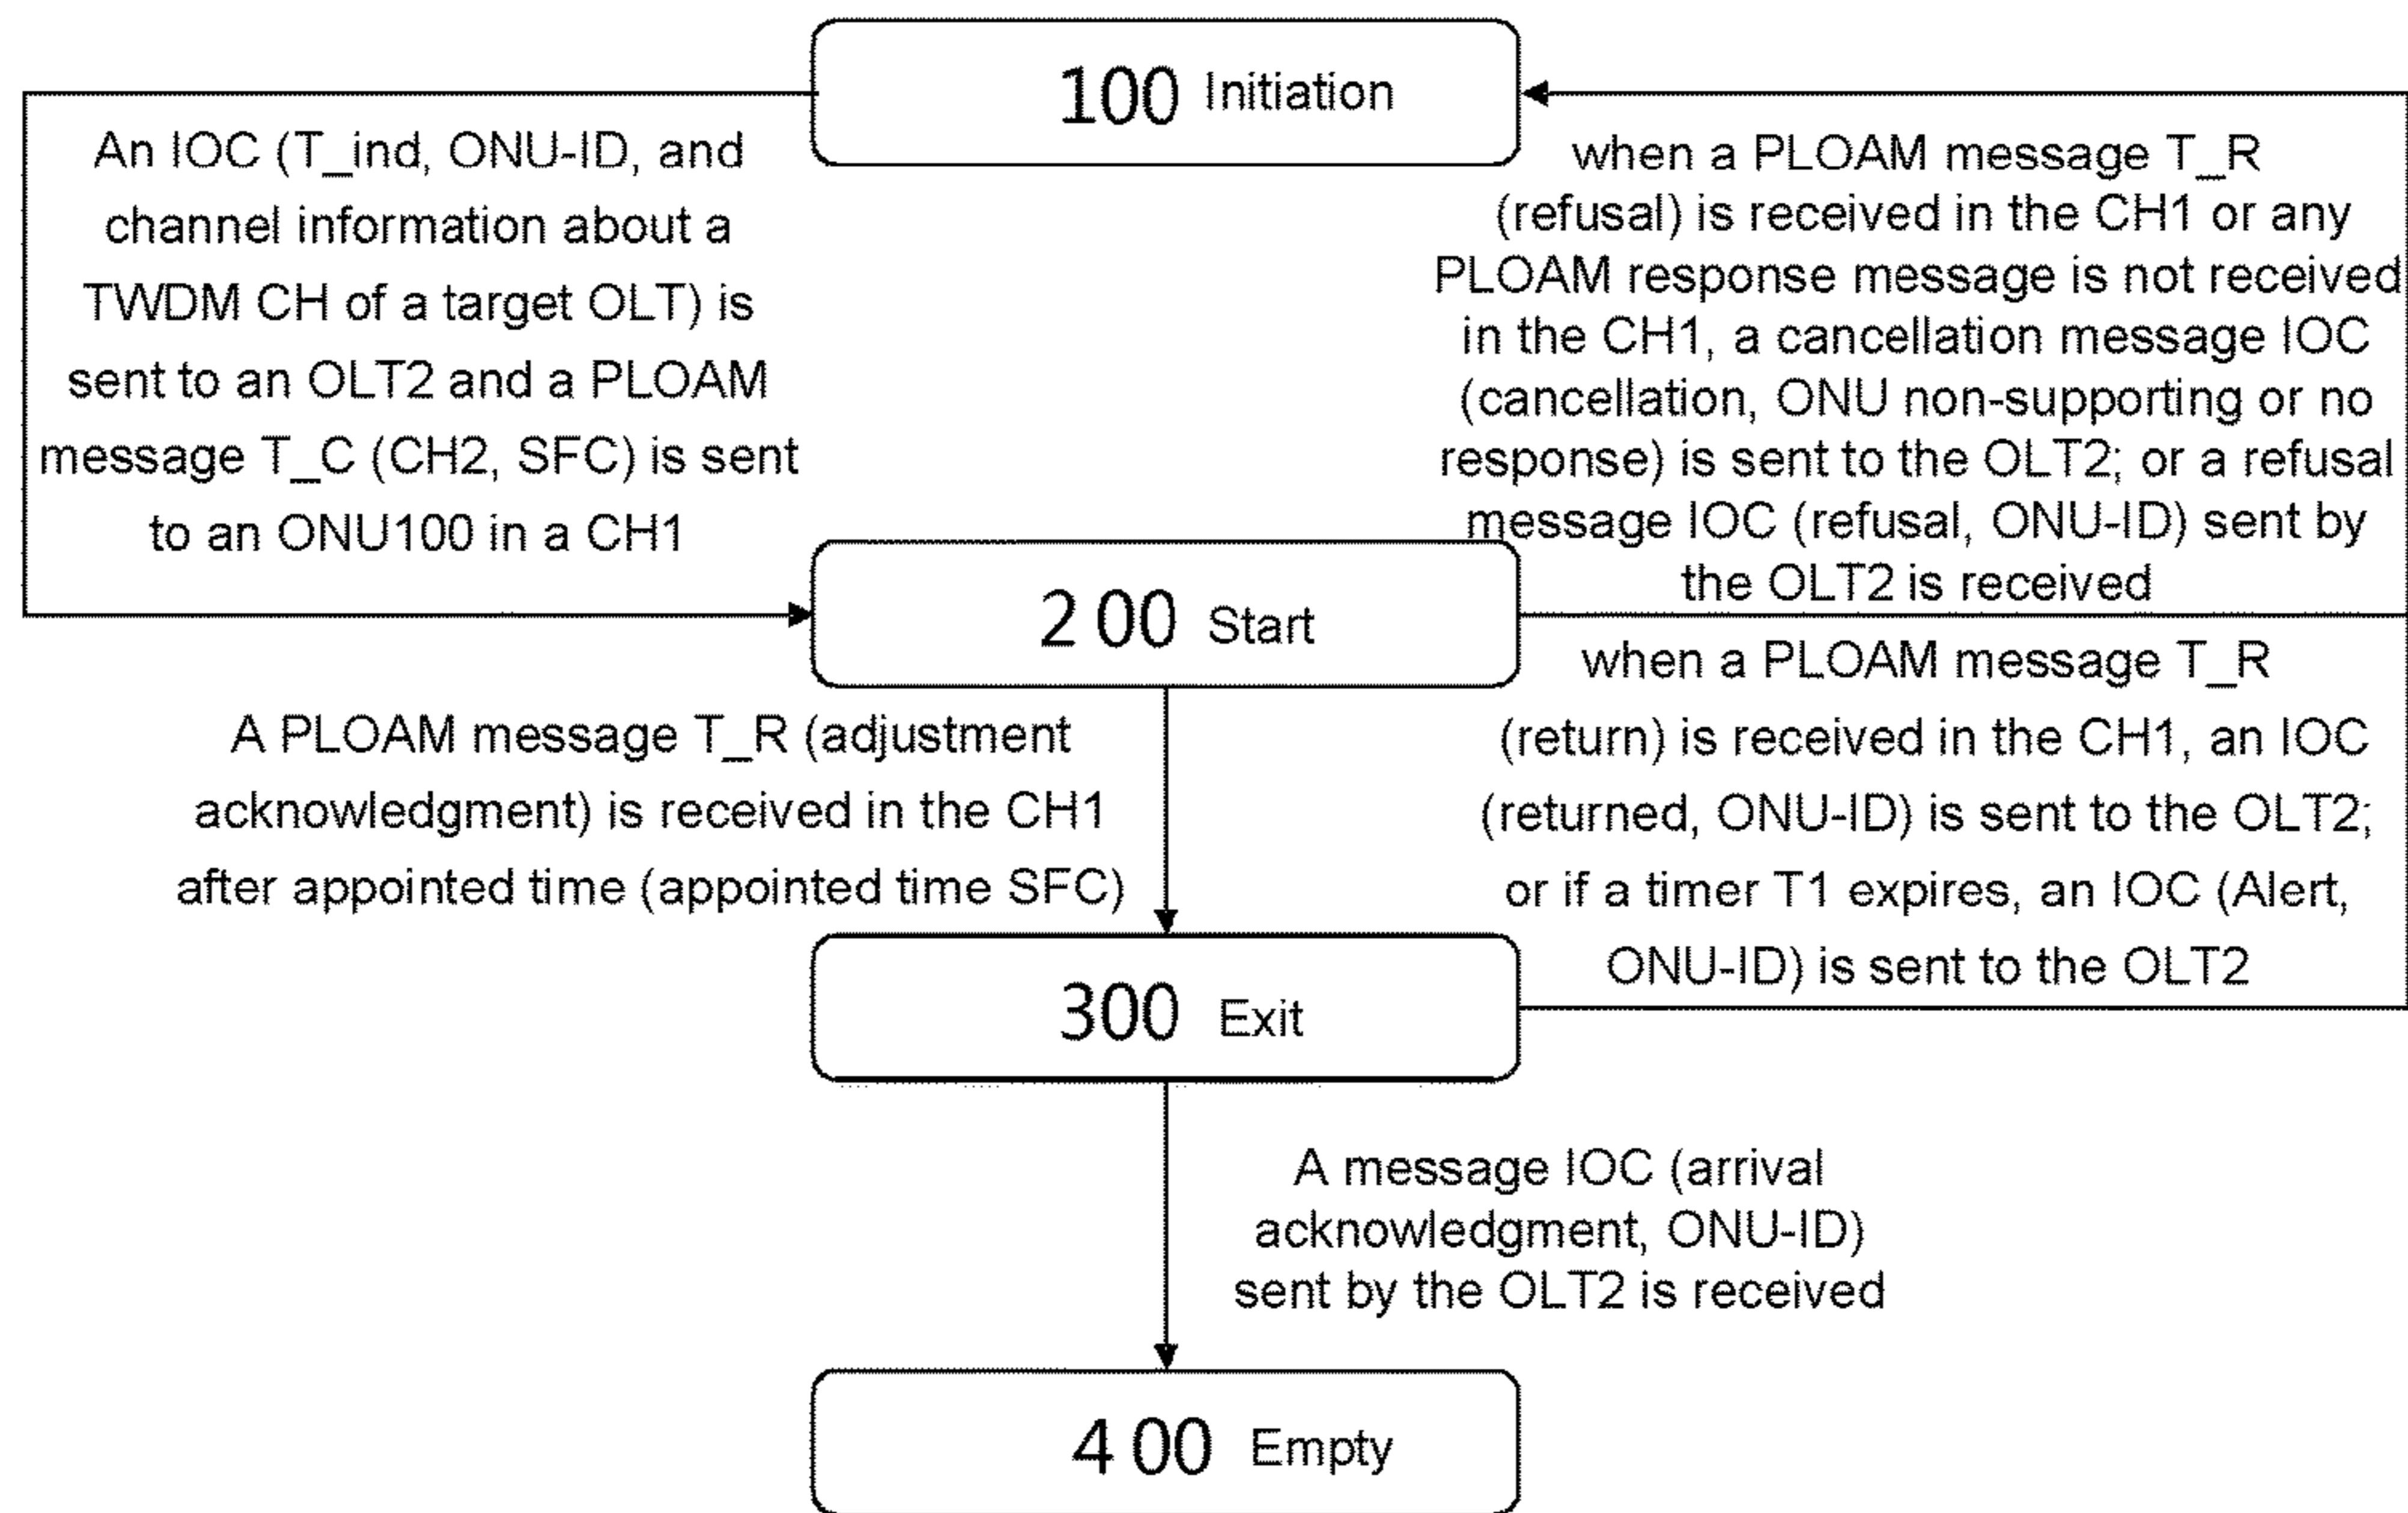 100 Initiation
An IOC (T_ind, ONU-ID, and
channel information about a
TWDM CH of a target OLT) is
sent to an OLT2 and a PLOAM
message T_C (CH2, SFC) is sent
to an ONU100 in a CH1
when a PLOAM message T_R
(refusal) is received in the CH1 or any
PLOAM response message is not received
in the CH1, a cancellation message IOC
(cancellation, ONU non-supporting or no
response) is sent to the OLT2; or a refusal
message IOC (refusal, ONU-ID) sent by
the OLT2 is received
2 00 Start
A PLOAM message T_R (adjustment
acknowledgment) is received in the CH1
after appointed time (appointed time SFC)
when a PLOAM message T_R
(return) is received in the CH1, an IOC
(returned, ONU-ID) is sent to the OLT2;
or if a timer T1 expires, an IOC (Alert,
ONU-ID) is sent to the OLT2
300 Exit
A message IOC (arrival
acknowledgment, ONU-ID)
sent by the OLT2 is received
4 00 Empty